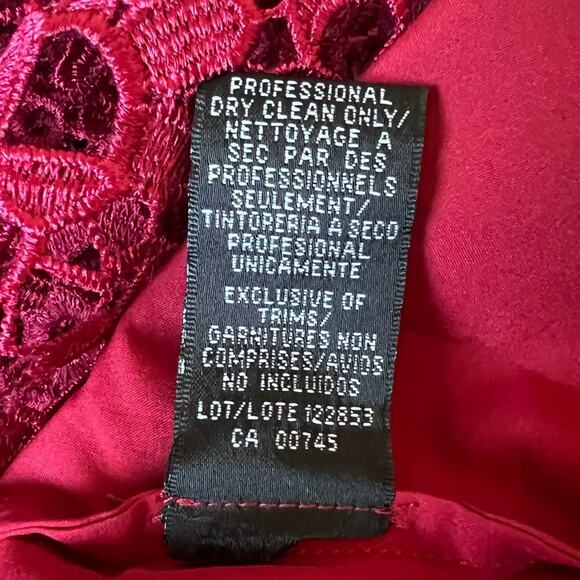 PROFESSIONAL
DRY CLEAN ONLY/
NETTOYAGE A
SEC PAR DES
PROFESSIONNELS
SEULEMENT/
TINTORERIA A SECO
PROFESIONAL
UNICAMENTE
EXCLUSIVE OF
TRIMS/
GARNITURES NON
COMPRISES/AVIOS
NO INCLUIDOS
LOT/LOTE 122853
CA 00745